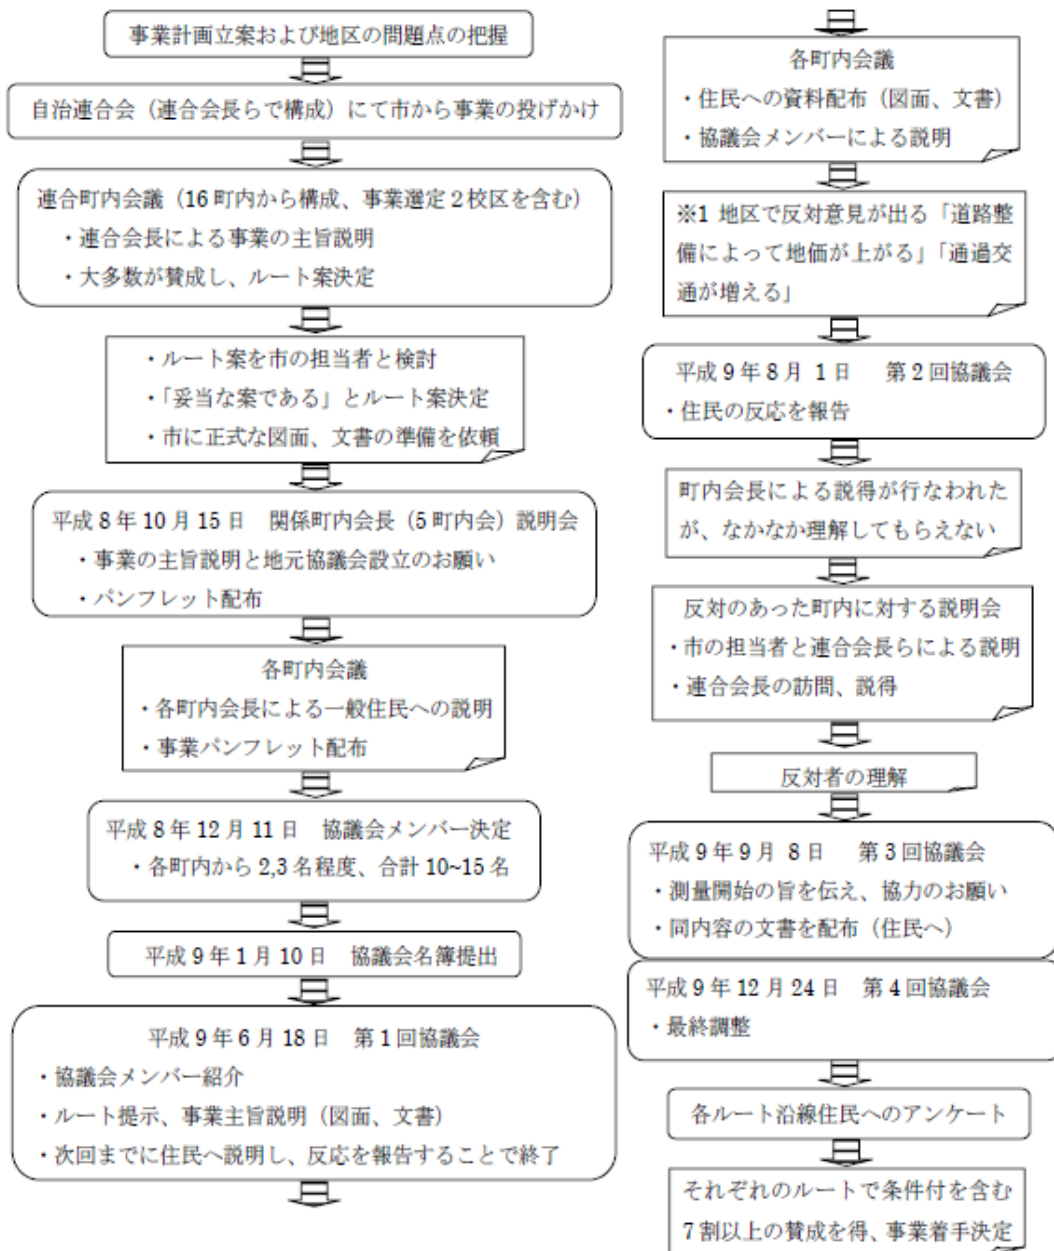 事業計画立案および地区の問題点の把握
自治連合会（連合会長らで構成）にて市から事業の投げかけ
連合町内会議（16 町内から構成、事業選定２校区を含む）
・連合会長による事業の主旨説明
・大多数が賛成し、ルート案決定
・ルート案を市の担当者と検討
・「妥当な案である」とルート案決定
・市に正式な図面、文書の準備を依頼
平成 8 年 10 月 15 日　関係町内会長（5 町内会）説明会
・事業の主旨説明と地元協議会設立のお願い
・パンフレット配布
各町内会議
・各町内会長による一般住民への説明
・事業パンフレット配布
平成 8 年 12 月 11 日　協議会メンバー決定
・各町内から 2,3 名程度、合計 10~15 名
平成 9 年 1 月 10 日　協議会名簿提出
平成 9 年 6 月 18 日　第 1 回協議会
・協議会メンバー紹介
・ルート提示、事業主旨説明（図面、文書）
・次回までに住民へ説明し、反応を報告することで終了
各町内会議
・住民への資料配布（図面、文書）
・協議会メンバーによる説明
※1 地区で反対意見が出る「道路整
備によって地価が上がる」「通過交
通が増える」
平成 9 年 8 月 1 日　第 2 回協議会
・住民の反応を報告
町内会長による説得が行なわれた
が、なかなか理解してもらえない
反対のあった町内に対する説明会
・市の担当者と連合会長らによる説明
・連合会長の訪問、説得
反対者の理解
平成 9 年 9 月 8 日　第 3 回協議会
・測量開始の旨を伝え、協力のお願い
・同内容の文書を配布（住民へ）
平成 9 年 12 月 24 日　第 4 回協議会
・最終調整
各ルート沿線住民へのアンケート
それぞれのルートで条件付を含む
7 割以上の賛成を得、事業着手決定